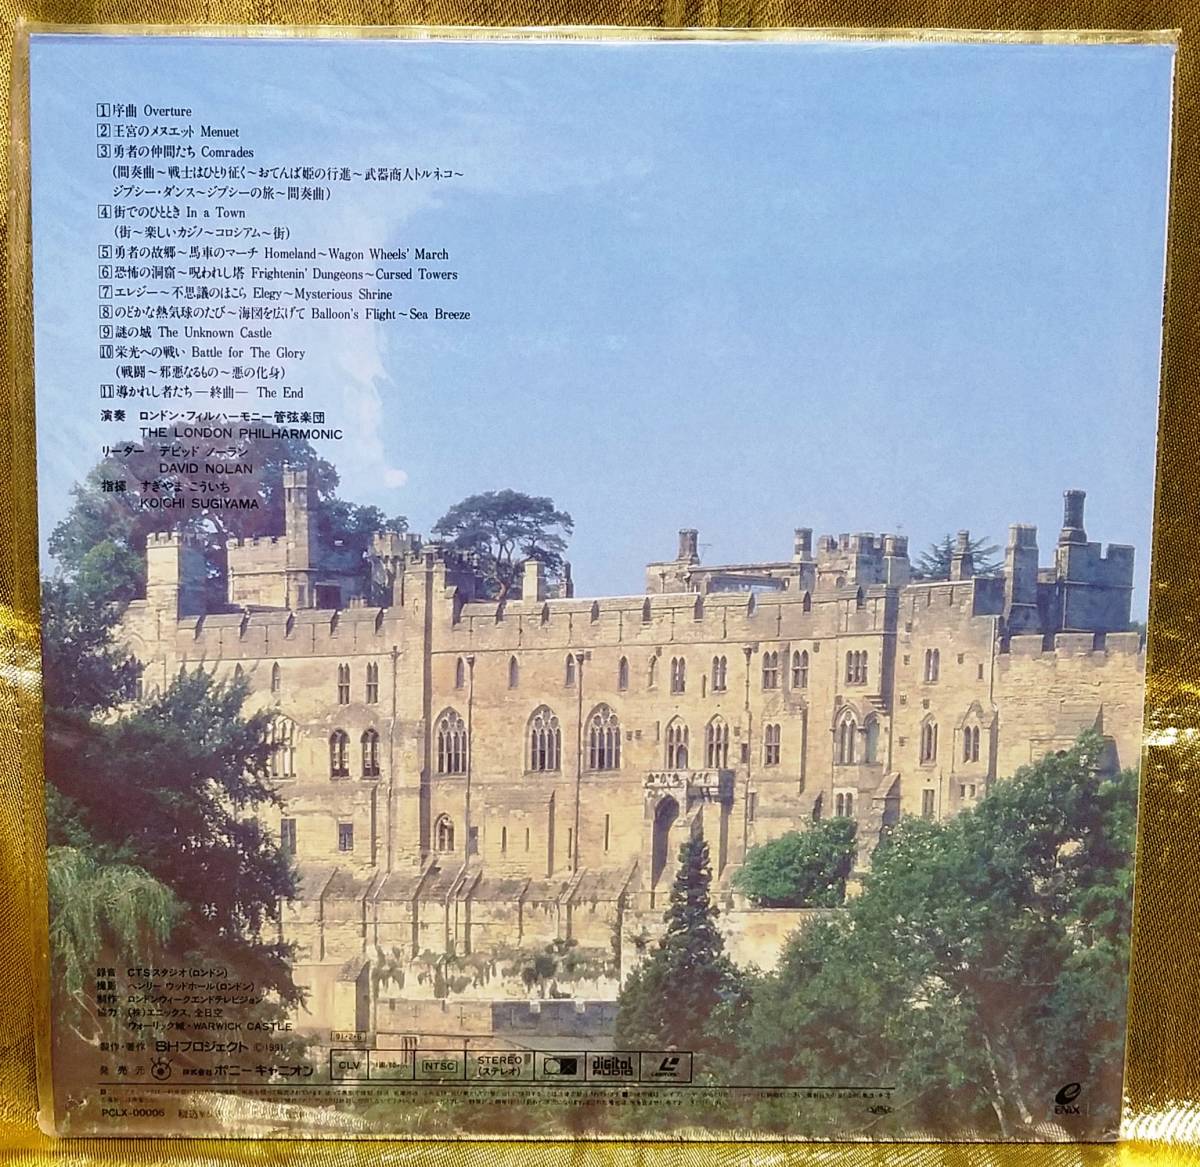 1 序曲 Overture
2 王宮のメヌエット Menuet
3 勇者の仲間たち Comrades
(間奏曲〜戦士はひとり征く〜おてんば姫の行進〜武器商人トルネコ〜
ジプシー・ダンス〜ジプシーの旅〜間奏曲)
4 街でのひととき In a Town
(街〜楽しいカジノ〜コロシアム〜街)
5 勇者の故郷〜馬車のマーチ Homeland〜Wagon Wheels' March
6 恐怖の洞窟〜呪われし塔 Frightenin' Dungeons〜Cursed Towers
7 エレジー〜不思議のほこら Elegy〜Mysterious Shrine
8 のどかな熱気球のたび〜海図を広げて Balloon's Flight〜Sea Breeze
9 謎の城 The Unknown Castle
10 栄光への戦い Battle for The Glory
(戦闘〜邪悪なるもの〜悪の化身)
11 導かれし者たち―終曲― The End
演奏 ロンドン・フィルハーモニー管弦楽団
THE LONDON PHILHARMONIC
リーダー デビッド ノーラン
DAVID NOLAN
指揮 すぎやま こういち
KOICHI SUGIYAMA
録音 CTSスタジオ(ロンドン)
撮影 ヘンリー ウッドホール(ロンドン)
制作 ロンドンウィークエンドテレビジョン
協力 (株)エニックス, 全日空
ウォーリック城・WARWICK CASTLE
製作・著作 SHプロジェクト ©1991
91・2・6
発売元 株式会社 ポニーキャニオン
CLV
NTSC
STEREO
(ステレオ)
CX
digital
AUDIO
PCLX-00006 税込
ENIX